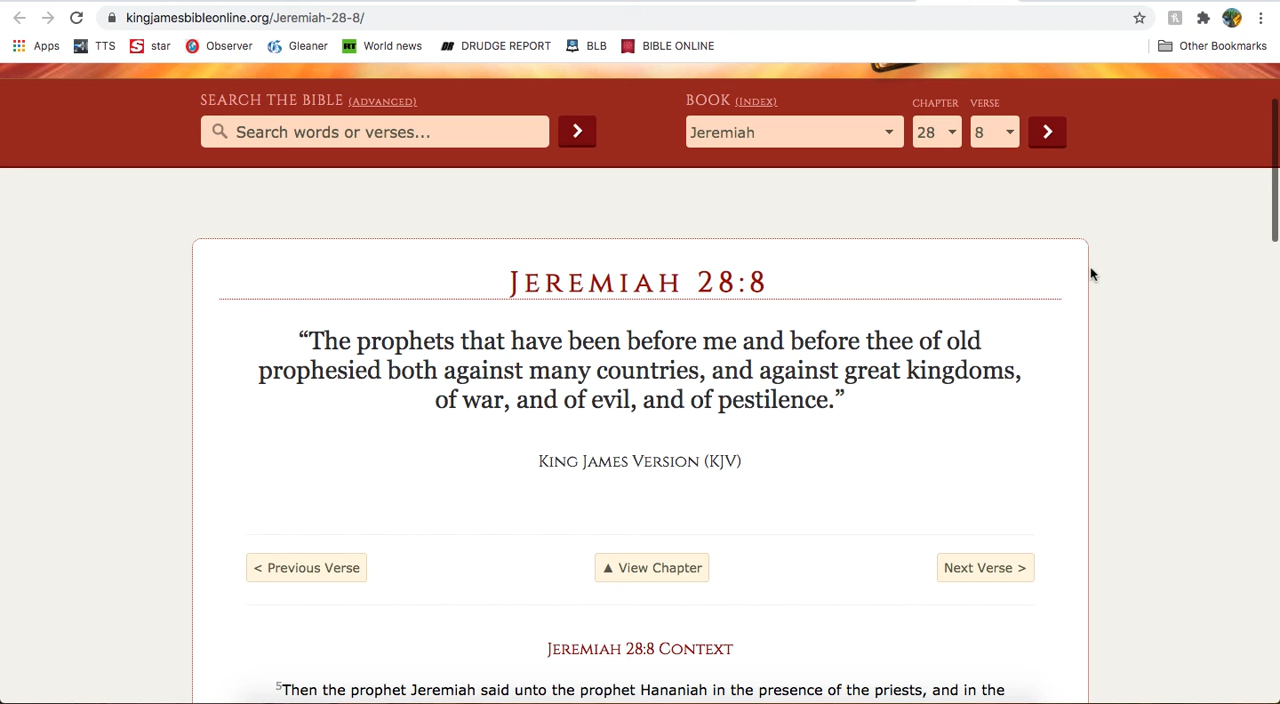 kingjamesbibleonline.org/Jeremiah-28-8/
Apps TTS star Observer Gleaner World news DRUDGE REPORT BLB BIBLE ONLINE Other Bookmarks
SEARCH THE BIBLE (ADVANCED) BOOK (INDEX) CHAPTER VERSE
Search words or verses... Jeremiah 28 8
JEREMIAH 28:8
“The prophets that have been before me and before thee of old
prophesied both against many countries, and against great kingdoms,
of war, and of evil, and of pestilence.”
KING JAMES VERSION (KJV)
< Previous Verse ▲ View Chapter Next Verse >
JEREMIAH 28:8 CONTEXT
5Then the prophet Jeremiah said unto the prophet Hananiah in the presence of the priests, and in the